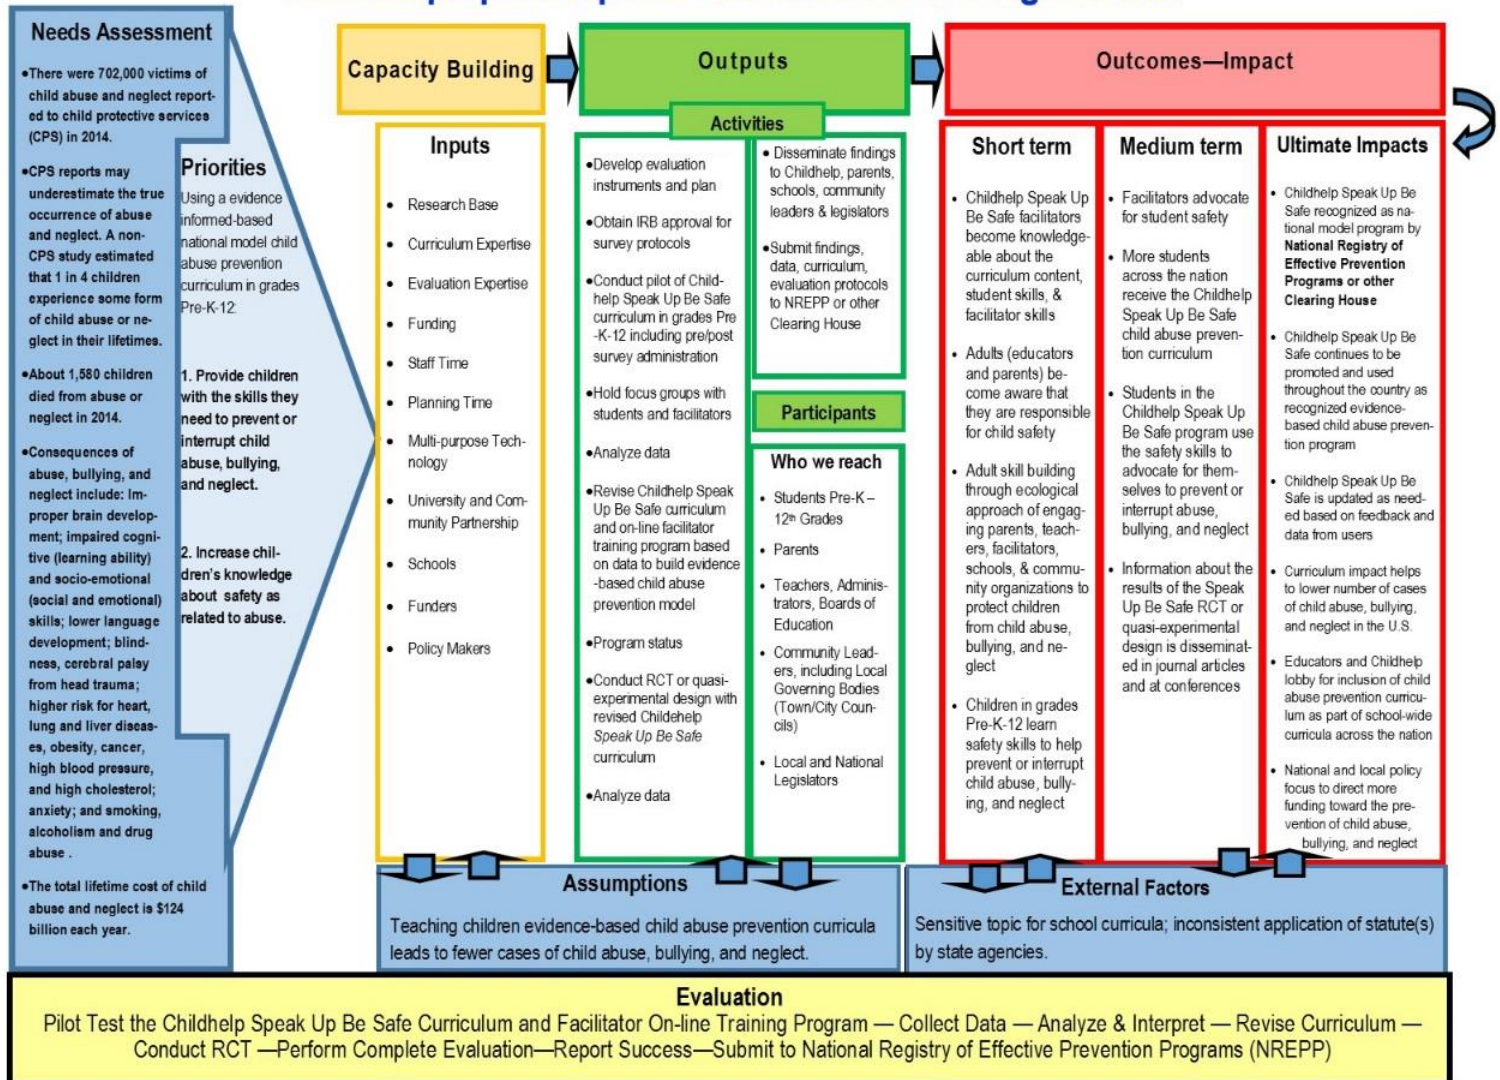 Needs Assessment
•There were 702,000 victims of
child abuse and neglect report-
ed to child protective services
(CPS) in 2014.
•CPS reports may
underestimate the true
occurrence of abuse
and neglect. A non-
CPS study estimated
that 1 in 4 children
experience some form
of child abuse or ne-
glect in their lifetimes.
•About 1,580 children
died from abuse or
neglect in 2014.
•Consequences of
abuse, bullying, and
neglect include: Im-
proper brain develop-
ment; impaired cogni-
tive (learning ability)
and socio-emotional
(social and emotional)
skills; lower language
development; blind-
ness, cerebral palsy
from head trauma;
higher risk for heart,
lung and liver diseas-
es, obesity, cancer,
high blood pressure,
and high cholesterol;
anxiety; and smoking,
alcoholism and drug
abuse .
•The total lifetime cost of child
abuse and neglect is $124
billion each year.
Priorities
Using a evidence
informed-based
national model child
abuse prevention
curriculum in grades
Pre-K-12:
1. Provide children
with the skills they
need to prevent or
interrupt child
abuse, bullying,
and neglect.
2. Increase chil-
dren's knowledge
about safety as
related to abuse.
Capacity Building
Inputs
• Research Base
• Curriculum Expertise
• Evaluation Expertise
• Funding
• Staff Time
• Planning Time
• Multi-purpose Tech-
nology
• University and Com-
munity Partnership
• Schools
• Funders
• Policy Makers
Outputs
Activities
•Develop evaluation
instruments and plan
•Obtain IRB approval for
survey protocols
•Conduct pilot of Child-
help Speak Up Be Safe
curriculum in grades Pre
-K-12 including pre/post
survey administration
•Hold focus groups with
students and facilitators
•Analyze data
•Revise Childhelp Speak
Up Be Safe curriculum
and on-line facilitator
training program based
on data to build evidence
-based child abuse
prevention model
•Program status
•Conduct RCT or quasi-
experimental design with
revised Childehelp
Speak Up Be Safe
curriculum
•Analyze data
• Disseminate findings
to Childhelp, parents,
schools, community
leaders & legislators
•Submit findings,
data, curriculum,
evaluation protocols
to NREPP or other
Clearing House
Participants
Who we reach
• Students Pre-K –
12th Grades
• Parents
• Teachers, Adminis-
trators, Boards of
Education
• Community Lead-
ers, including Local
Governing Bodies
(Town/City Coun-
cils)
• Local and National
Legislators
Outcomes—Impact
Short term
• Childhelp Speak Up
Be Safe facilitators
become knowledge-
able about the
curriculum content,
student skills, &
facilitator skills
• Adults (educators
and parents) be-
come aware that
they are responsible
for child safety
• Adult skill building
through ecological
approach of engag-
ing parents, teach-
ers, facilitators,
schools, & commu-
nity organizations to
protect children
from child abuse,
bullying, and ne-
glect
• Children in grades
Pre-K-12 learn
safety skills to help
prevent or interrupt
child abuse, bully-
ing, and neglect
Medium term
• Facilitators advocate
for student safety
• More students
across the nation
receive the Childhelp
Speak Up Be Safe
child abuse preven-
tion curriculum
• Students in the
Childhelp Speak Up
Be Safe program use
the safety skills to
advocate for them-
selves to prevent or
interrupt abuse,
bullying, and neglect
• Information about the
results of the Speak
Up Be Safe RCT or
quasi-experimental
design is disseminat-
ed in journal articles
and at conferences
Ultimate Impacts
• Childhelp Speak Up Be
Safe recognized as na-
tional model program by
National Registry of
Effective Prevention
Programs or other
Clearing House
• Childhelp Speak Up Be
Safe continues to be
promoted and used
throughout the country as
recognized evidence-
based child abuse preven-
tion program
• Childhelp Speak Up Be
Safe is updated as need-
ed based on feedback and
data from users
• Curriculum impact helps
to lower number of cases
of child abuse, bullying,
and neglect in the U.S.
• Educators and Childhelp
lobby for inclusion of child
abuse prevention curricu-
lum as part of school-wide
curricula across the nation
• National and local policy
focus to direct more
funding toward the pre-
vention of child abuse,
bullying, and neglect
Assumptions
Teaching children evidence-based child abuse prevention curricula
leads to fewer cases of child abuse, bullying, and neglect.
External Factors
Sensitive topic for school curricula; inconsistent application of statute(s)
by state agencies.
Evaluation
Pilot Test the Childhelp Speak Up Be Safe Curriculum and Facilitator On-line Training Program — Collect Data — Analyze & Interpret — Revise Curriculum —
Conduct RCT —Perform Complete Evaluation—Report Success—Submit to National Registry of Effective Prevention Programs (NREPP)